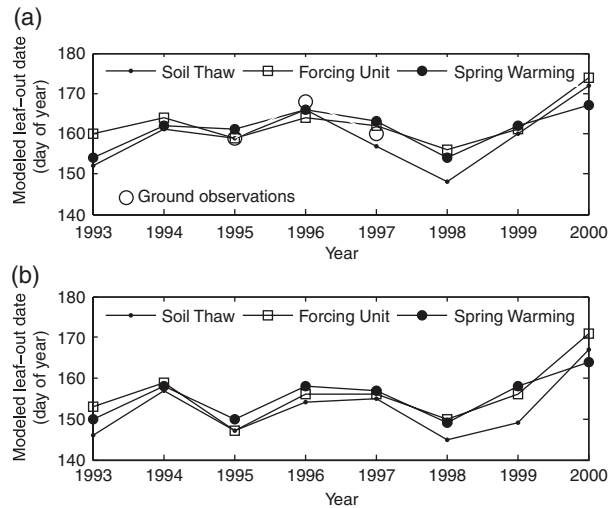 (a)
180
170
160
150
140
Modeled leaf–out date
(day of year)
Soil Thaw
Forcing Unit
Spring Warming
Ground observations
1993 1994 1995 1996 1997 1998 1999 2000
Year
(b)
180
170
160
150
140
Modeled leaf–out date
(day of year)
Soil Thaw
Forcing Unit
Spring Warming
1993 1994 1995 1996 1997 1998 1999 2000
Year